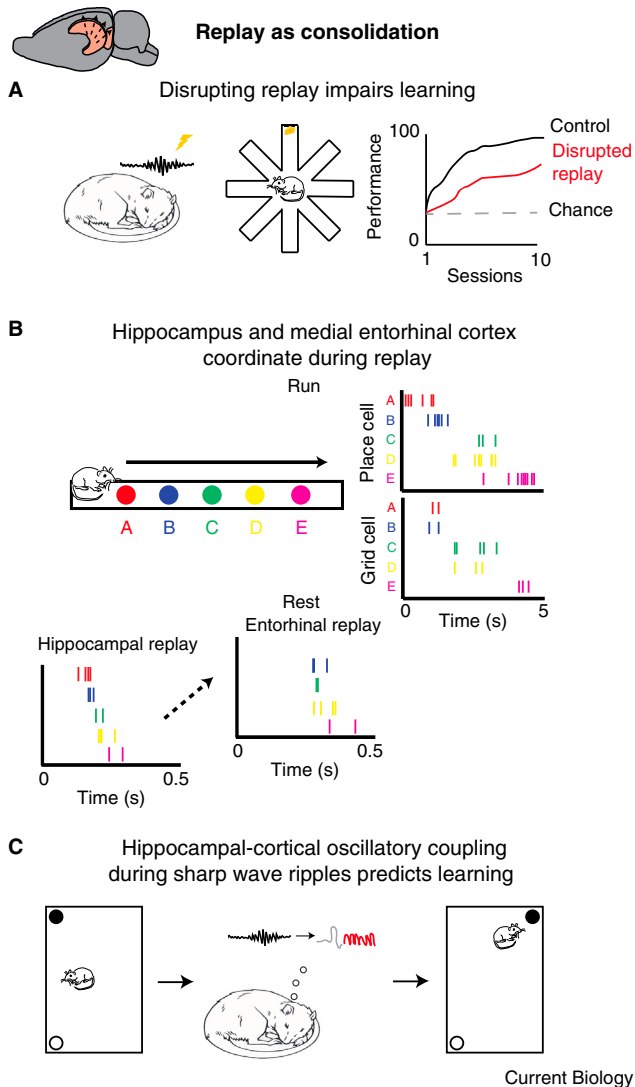 Replay as consolidation
A
Disrupting replay impairs learning
Performance
100
0
Control
Disrupted
replay
Chance
1
10
Sessions
B
Hippocampus and medial entorhinal cortex
coordinate during replay
Run
A
B
C
D
E
Place cell
A
B
C
D
E
Grid cell
A
B
C
D
E
0
5
Time (s)
Rest
Hippocampal replay
0
0.5
Time (s)
Entorhinal replay
0
0.5
Time (s)
C
Hippocampal-cortical oscillatory coupling
during sharp wave ripples predicts learning
Current Biology